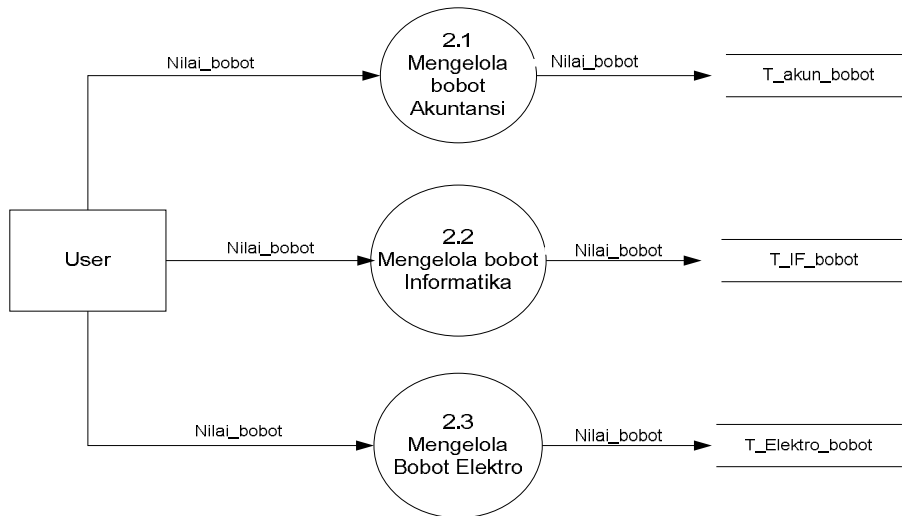 2.1
Mengelola
bobot
Akuntansi
Nilai_bobot
Nilai_bobot
T_akun_bobot
User
Nilai_bobot
2.2
Mengelola bobot
Informatika
Nilai_bobot
T_IF_bobot
Nilai_bobot
2.3
Mengelola
Bobot Elektro
Nilai_bobot
T_Elektro_bobot